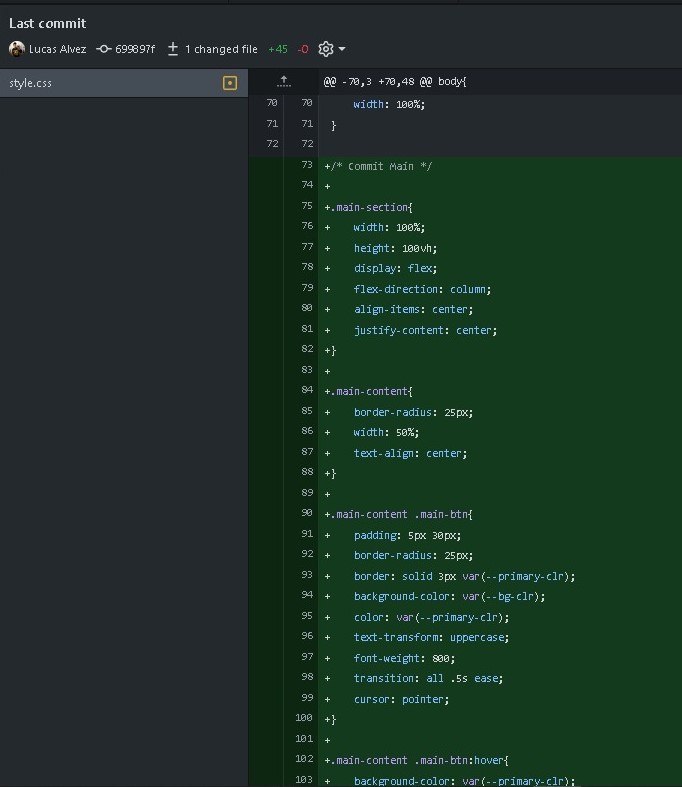 Last commit
Lucas Alvez 699897f 1 changed file +45 -0
style.css
@@ -70,3 +70,48 @@ body{
70 70     width: 100%;
71 71 }
72 72
73 +/* Commit Main */
74 +
75 +.main-section{
76 +    width: 100%;
77 +    height: 100vh;
78 +    display: flex;
79 +    flex-direction: column;
80 +    align-items: center;
81 +    justify-content: center;
82 +}
83 +
84 +.main-content{
85 +    border-radius: 25px;
86 +    width: 50%;
87 +    text-align: center;
88 +}
89 +
90 +.main-content .main-btn{
91 +    padding: 5px 30px;
92 +    border-radius: 25px;
93 +    border: solid 3px var(--primary-clr);
94 +    background-color: var(--bg-clr);
95 +    color: var(--primary-clr);
96 +    text-transform: uppercase;
97 +    font-weight: 800;
98 +    transition: all .5s ease;
99 +    cursor: pointer;
100 +}
101 +
102 +.main-content .main-btn:hover{
103 +    background-color: var(--primary-clr);